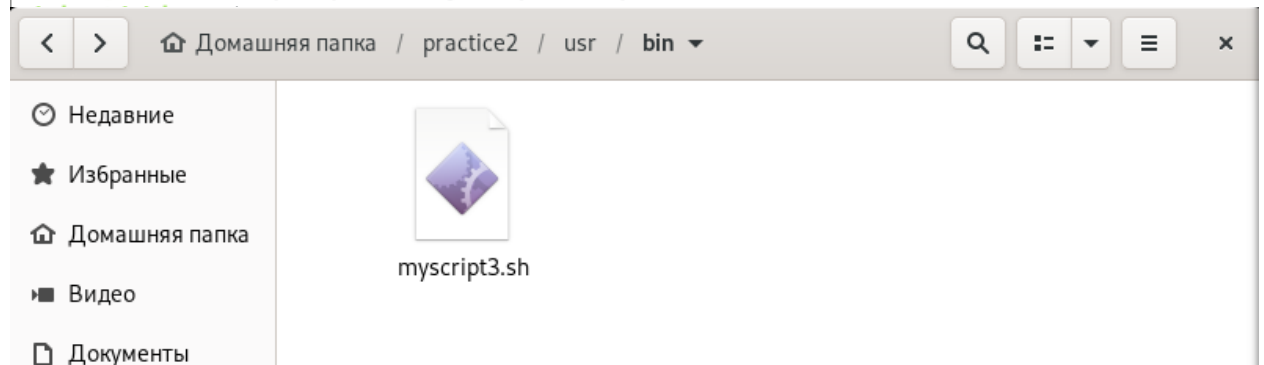 Домашняя папка / practice2 / usr / bin
Недавние
Избранные
Домашняя папка
Видео
Документы
myscript3.sh